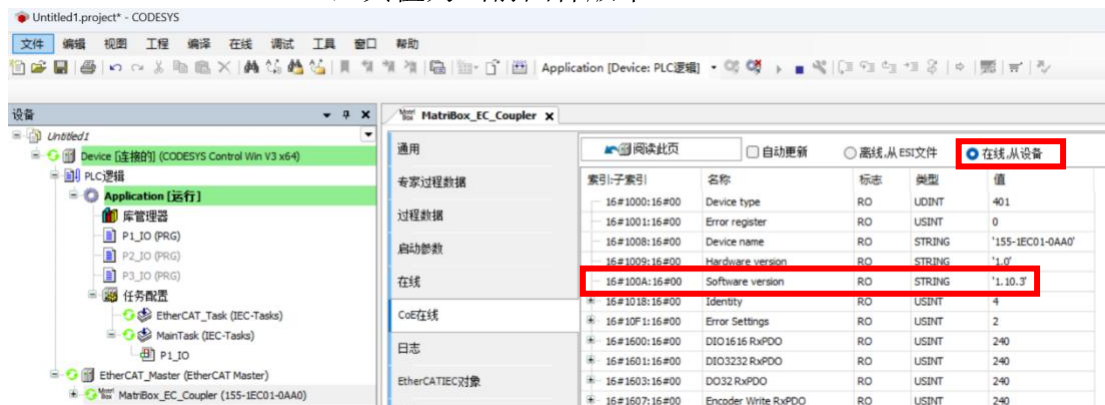 Untitled1.project* - CODESYS
文件 编辑 视图 工程 编译 在线 调试 工具 窗口 帮助
Application [Device: PLC逻辑]
设备
Untitled1
Device [连接的] (CODESYS Control Win V3 x64)
PLC逻辑
Application [运行]
库管理器
P1_IO (PRG)
P2_IO (PRG)
P3_IO (PRG)
任务配置
EtherCAT_Task (IEC-Tasks)
MainTask (IEC-Tasks)
P1_IO
EtherCAT_Master (EtherCAT Master)
MatriBox_EC_Coupler (155-1EC01-0AA0)
MatriBox_EC_Coupler
通用
专家过程数据
过程数据
启动参数
在线
CoE在线
日志
EtherCATIEC对象
阅读此页 自动更新 离线,从ESI文件 在线,从设备
索引:子索引 名称 标志 类型 值
16#1000:16#00 Device type RO UDINT 401
16#1001:16#00 Error register RO USINT 0
16#1008:16#00 Device name RO STRING '155-1EC01-0AA0'
16#1009:16#00 Hardware version RO STRING '1.0'
16#100A:16#00 Software version RO STRING '1.10.3'
16#1018:16#00 Identity RO USINT 4
16#10F1:16#00 Error Settings RO USINT 2
16#1600:16#00 DIO1616 RxPDO RO USINT 240
16#1601:16#00 DIO3232 RxPDO RO USINT 240
16#1603:16#00 DO32 RxPDO RO USINT 240
16#1607:16#00 Encoder Write RxPDO RO USINT 240